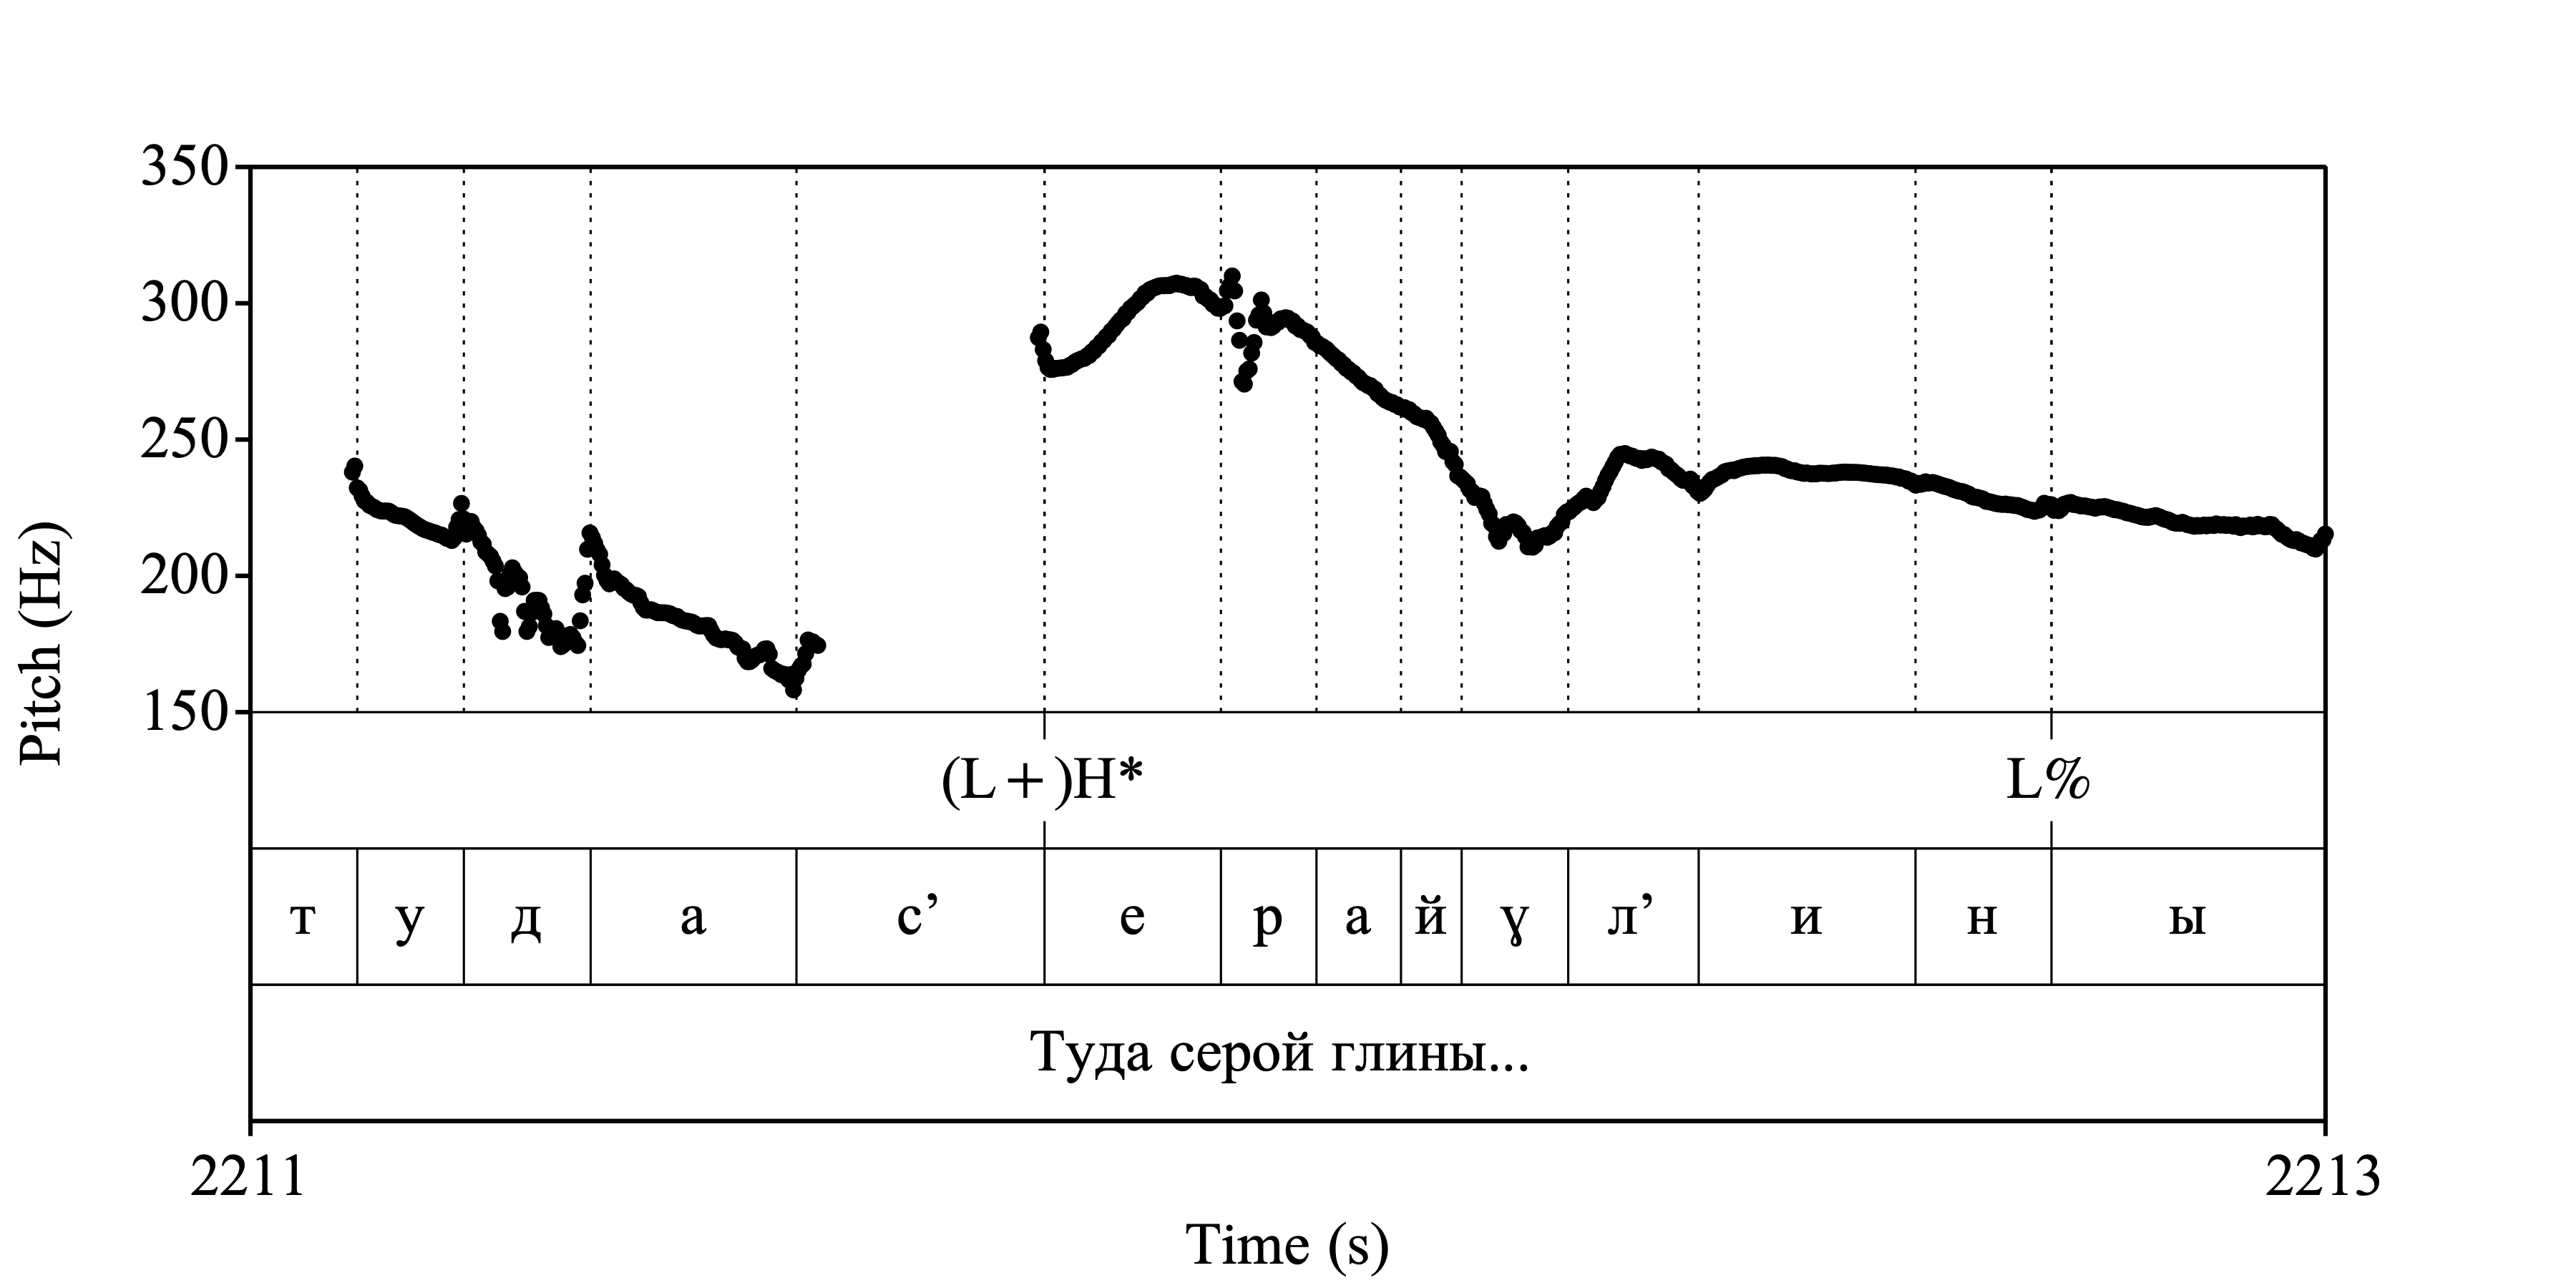 350
300
250
200
150
Pitch (Hz)
(L+)H* L%
т у д а с’ е р а й ɣ л’ и н ы
Туда серой глины...
2211 2213
Time (s)